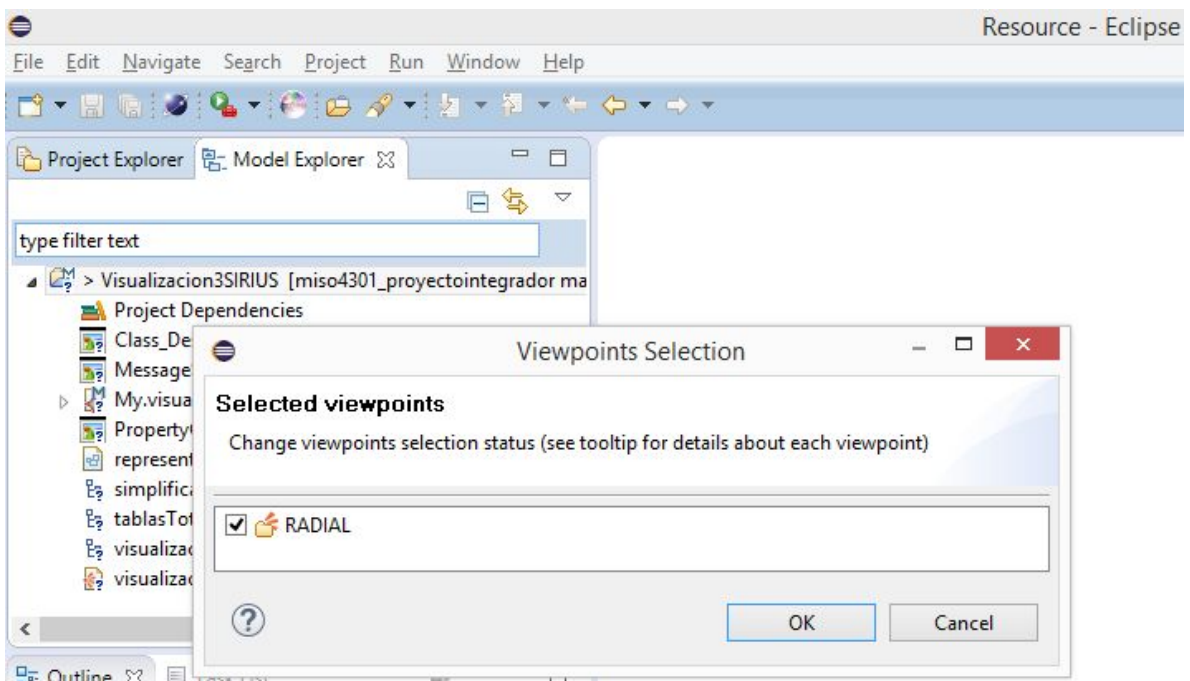 Resource - Eclipse
File Edit Navigate Search Project Run Window Help
Project Explorer Model Explorer
type filter text
> Visualizacion3SIRIUS [miso4301_proyectointegrador ma
Project Dependencies
Class_De
Message
My.visua
Property
represent
simplifica
tablasTot
visualizac
visualizac
Viewpoints Selection
Selected viewpoints
Change viewpoints selection status (see tooltip for details about each viewpoint)
RADIAL
OK Cancel
Outline